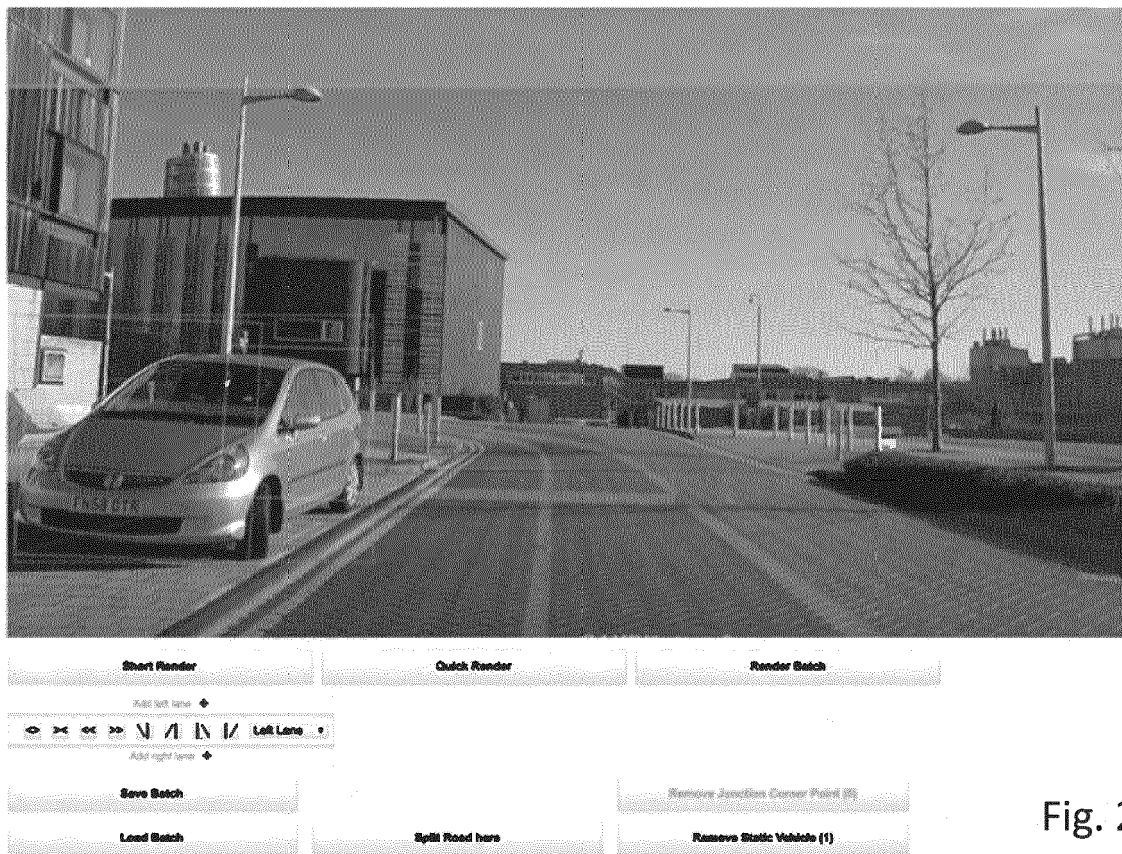 Short Render Quick Render Render Batch
Add left lane
Left Lane
Add right lane
Save Batch Remove Junction Corner Point (0)
Load Batch Split Road here Remove Static Vehicle (1)
Fig. 2